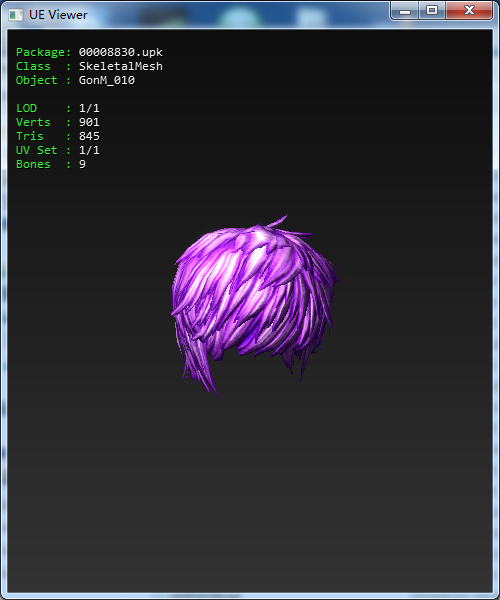 UE Viewer
Package: 00008830.upk
Class  : SkeletalMesh
Object : GonM_010
LOD    : 1/1
Verts  : 901
Tris   : 845
UV Set : 1/1
Bones  : 9